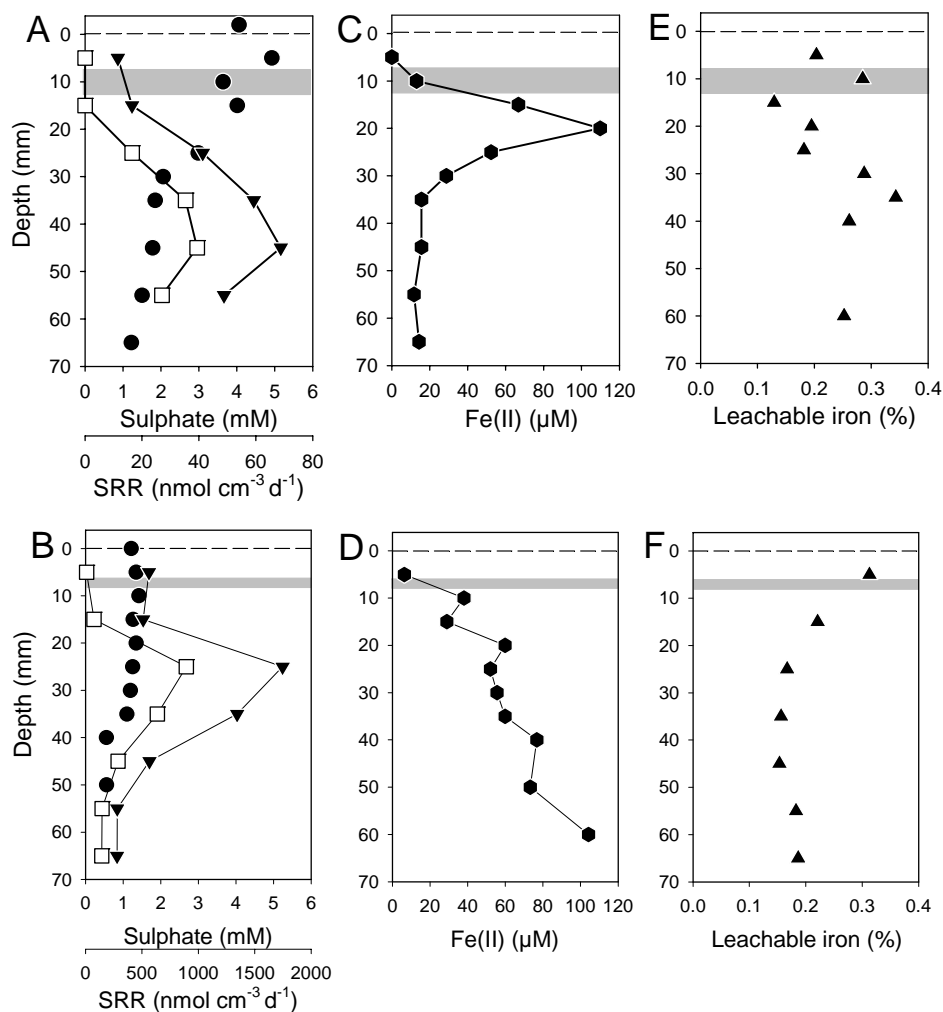 A
C
E
0
10
20
30
40
50
60
70
Depth (mm)
0 1 2 3 4 5 6
Sulphate (mM)
0 20 40 60 80
SRR (nmol cm⁻³ d⁻¹)
0
10
20
30
40
50
60
70
0 20 40 60 80 100 120
Fe(II) (µM)
0
10
20
30
40
50
60
70
0.0 0.1 0.2 0.3 0.4
Leachable iron (%)
B
D
F
0
10
20
30
40
50
60
70
Depth (mm)
0 1 2 3 4 5 6
Sulphate (mM)
0 500 1000 1500 2000
SRR (nmol cm⁻³ d⁻¹)
0
10
20
30
40
50
60
70
0 20 40 60 80 100 120
Fe(II) (µM)
0
10
20
30
40
50
60
70
0.0 0.1 0.2 0.3 0.4
Leachable iron (%)